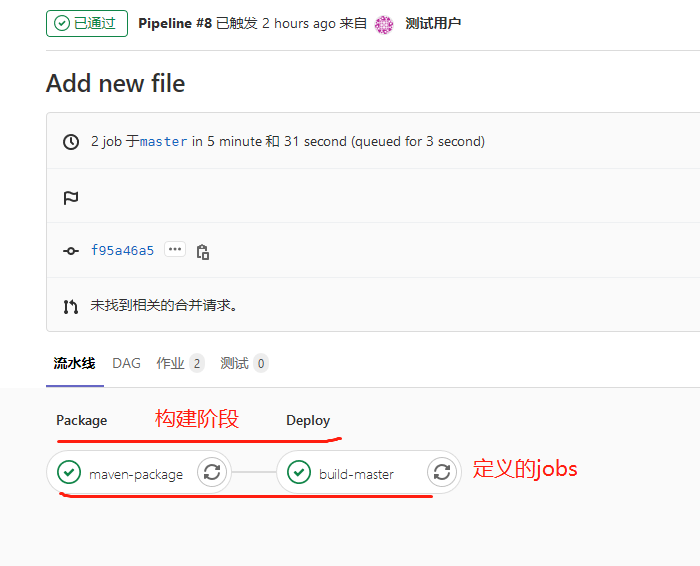 已通过 Pipeline #8 已触发 2 hours ago 来自 测试用户
Add new file
2 job 于master in 5 minute 和 31 second (queued for 3 second)
f95a46a5 ···
未找到相关的合并请求。
流水线 DAG 作业 2 测试 0
Package 构建阶段 Deploy
maven-package build-master 定义的jobs